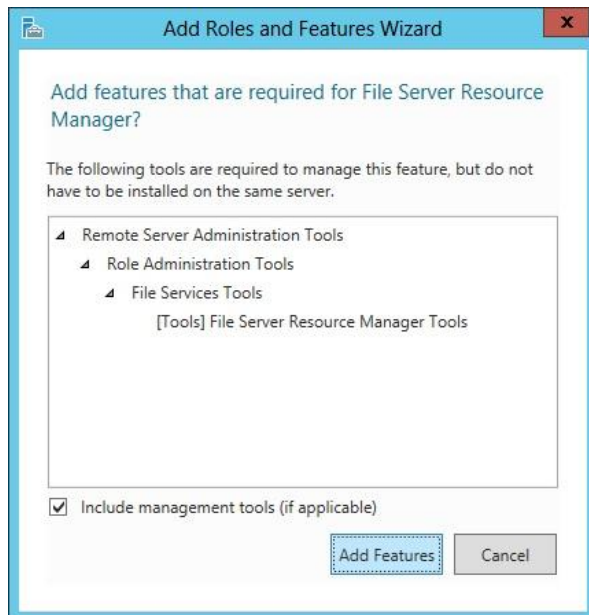 Add Roles and Features Wizard
x
Add features that are required for File Server Resource
Manager?
The following tools are required to manage this feature, but do not
have to be installed on the same server.
Remote Server Administration Tools
Role Administration Tools
File Services Tools
[Tools] File Server Resource Manager Tools
Include management tools (if applicable)
Add Features
Cancel